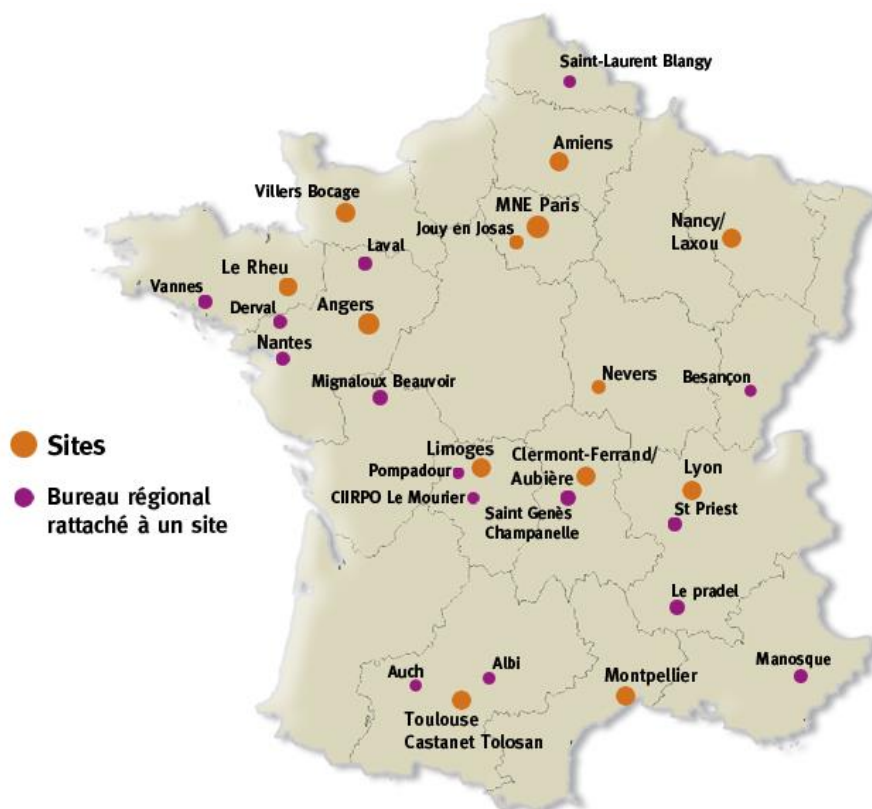 Saint-Laurent Blangy
Amiens
Villers Bocage
MNE Paris
Jouy en Josas
Nancy/
Laxou
Laval
Le Rheu
Vannes
Derval
Angers
Nantes
Nevers
Besançon
Mignaloux Beauvoir
Sites
Bureau régional
rattaché à un site
Limoges
Pompadour
CIIRPO Le Mourier
Clermont-Ferrand/
Aubière
Saint Genès
Champanelle
Lyon
St Priest
Le pradel
Manosque
Auch
Albi
Montpellier
Toulouse
Castanet Tolosan